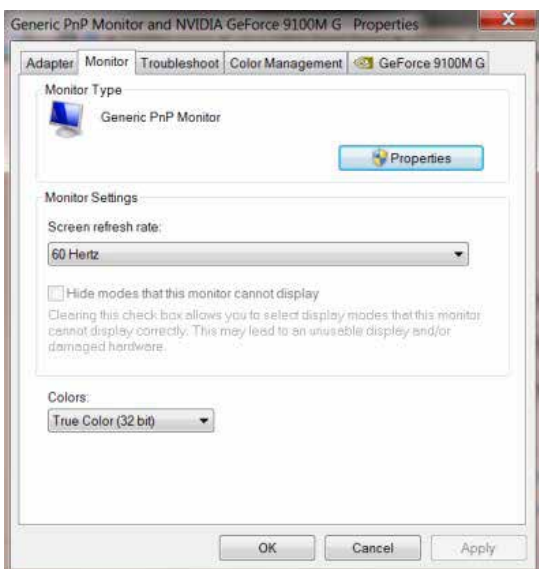 Generic PnP Monitor and NVIDIA GeForce 9100M G Properties
Adapter Monitor Troubleshoot Color Management GeForce 9100M G
Monitor Type
Generic PnP Monitor
Properties
Monitor Settings
Screen refresh rate:
60 Hertz
Hide modes that this monitor cannot display
Clearing this check box allows you to select display modes that this monitor
cannot display correctly. This may lead to an unusable display and/or
damaged hardware.
Colors:
True Color (32 bit)
OK Cancel Apply